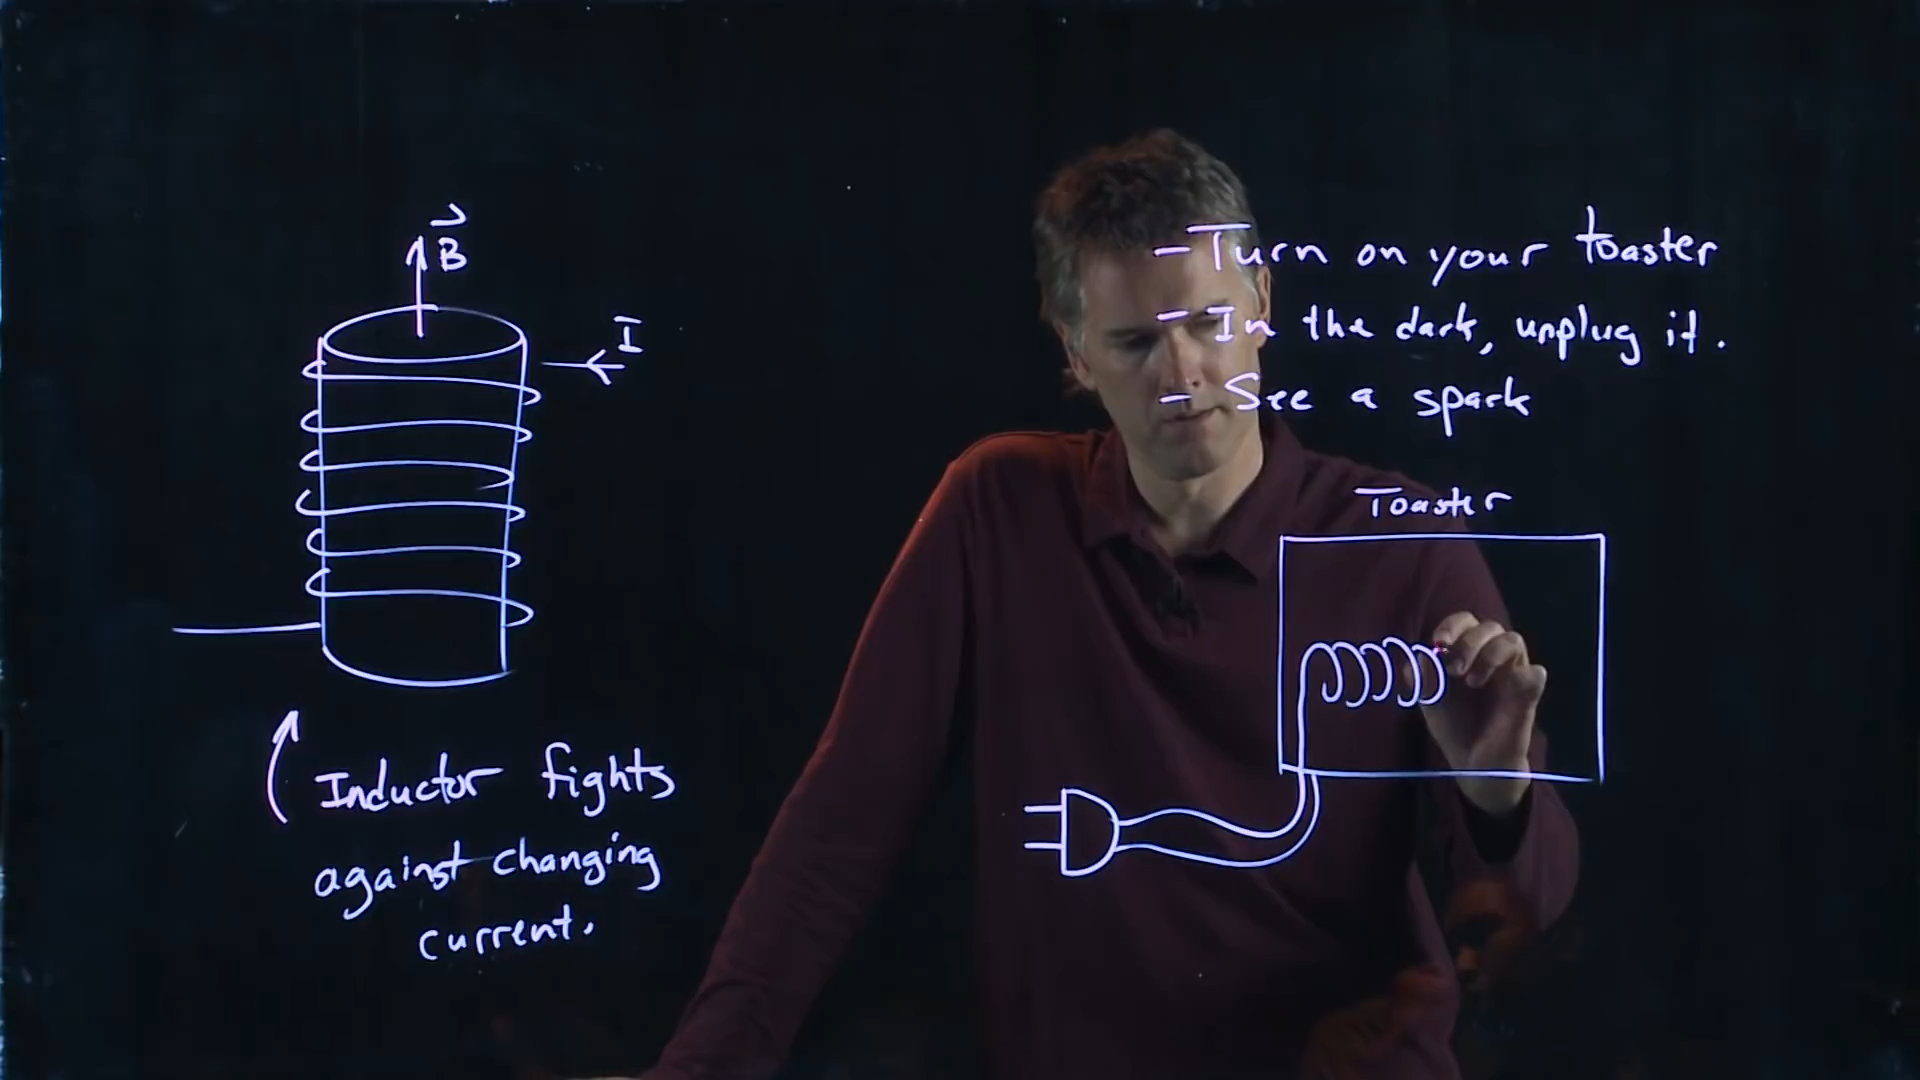 B
I
Inductor fights
against changing
current.
- Turn on your toaster
- In the dark, unplug it.
- See a spark
Toaster